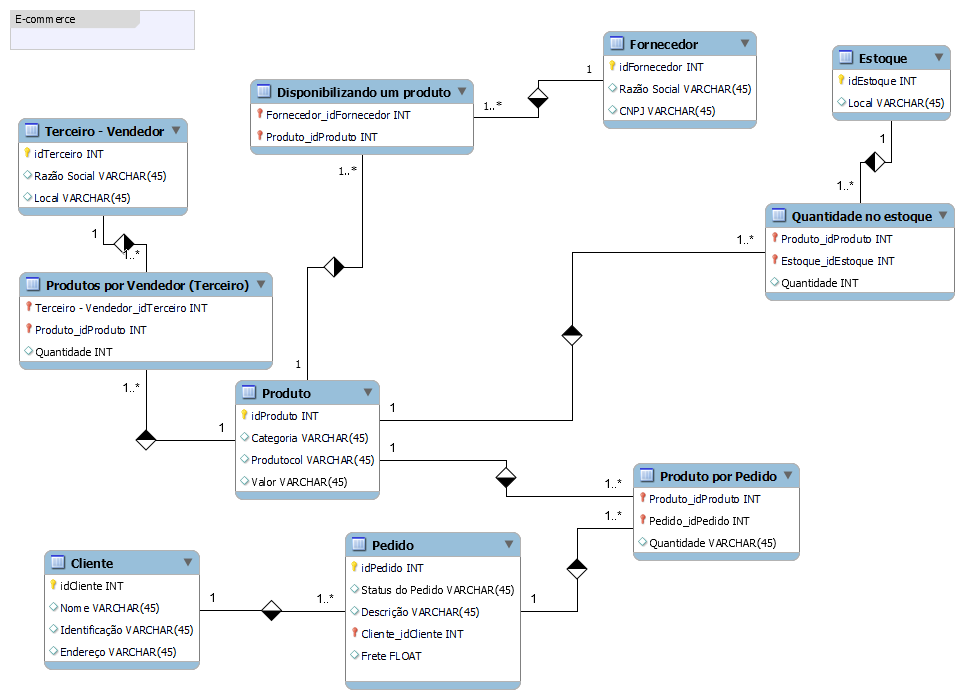 E-commerce
Fornecedor
idFornecedor INT
Razão Social VARCHAR(45)
CNPJ VARCHAR(45)
Estoque
idEstoque INT
Local VARCHAR(45)
Disponibilizando um produto
Fornecedor_idFornecedor INT
Produto_idProduto INT
1..*
1
Terceiro - Vendedor
idTerceiro INT
Razão Social VARCHAR(45)
Local VARCHAR(45)
1
1..*
1..*
1
1..*
Quantidade no estoque
Produto_idProduto INT
Estoque_idEstoque INT
Quantidade INT
1..*
Produtos por Vendedor (Terceiro)
Terceiro - Vendedor_idTerceiro INT
Produto_idProduto INT
Quantidade INT
1..*
1
1
Produto
idProduto INT
Categoria VARCHAR(45)
Produtocol VARCHAR(45)
Valor VARCHAR(45)
1
1
1..*
1..*
Produto por Pedido
Produto_idProduto INT
Pedido_idPedido INT
Quantidade VARCHAR(45)
Cliente
idCliente INT
Nome VARCHAR(45)
Identificação VARCHAR(45)
Endereço VARCHAR(45)
1
1..*
Pedido
idPedido INT
Status do Pedido VARCHAR(45)
Descrição VARCHAR(45)
Cliente_idCliente INT
Frete FLOAT
1